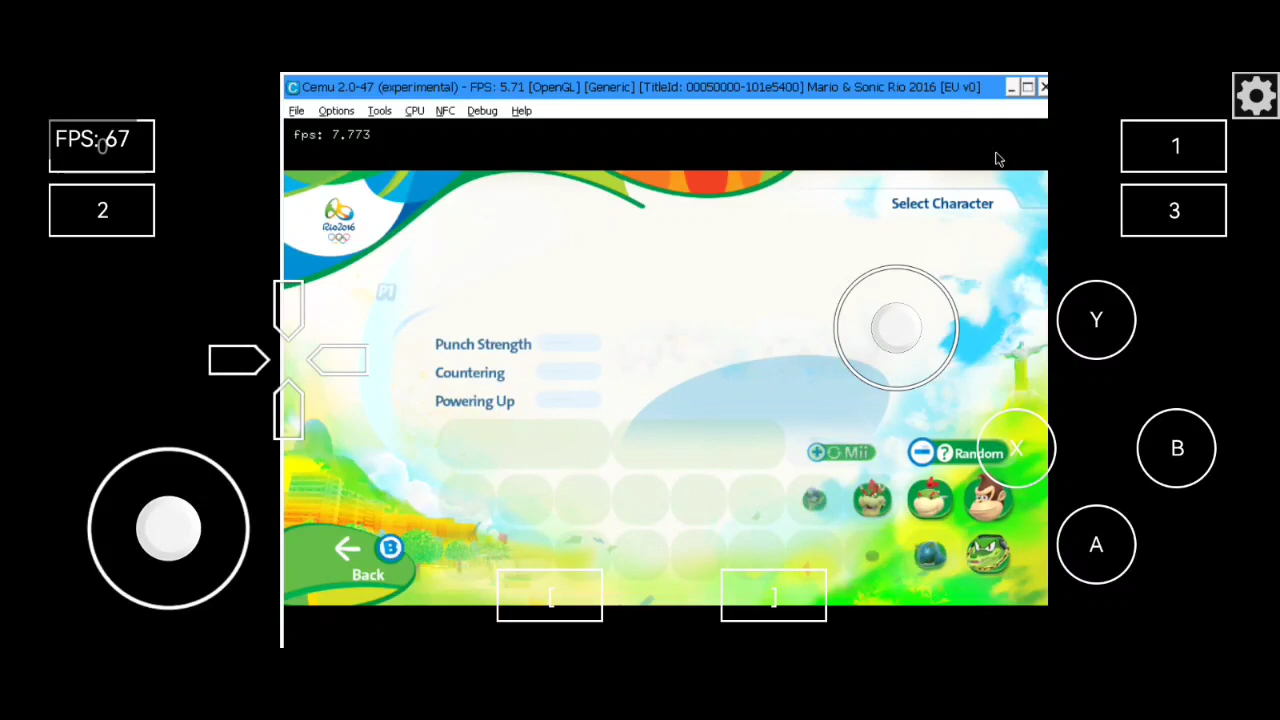 Cemu 2.0-47 (experimental) - FPS: 5.71 [OpenGL] [Generic] [TitleId: 00050000-101e5400] Mario & Sonic Rio 2016 [EU v0]
File Options Tools CPU NFC Debug Help
fps: 7.773
FPS: 67
0
1
2
3
Rio2016
Select Character
P1
Y
Punch Strength
Countering
Powering Up
+ Mii
− ? Random
X
B
B
Back
A
[
]